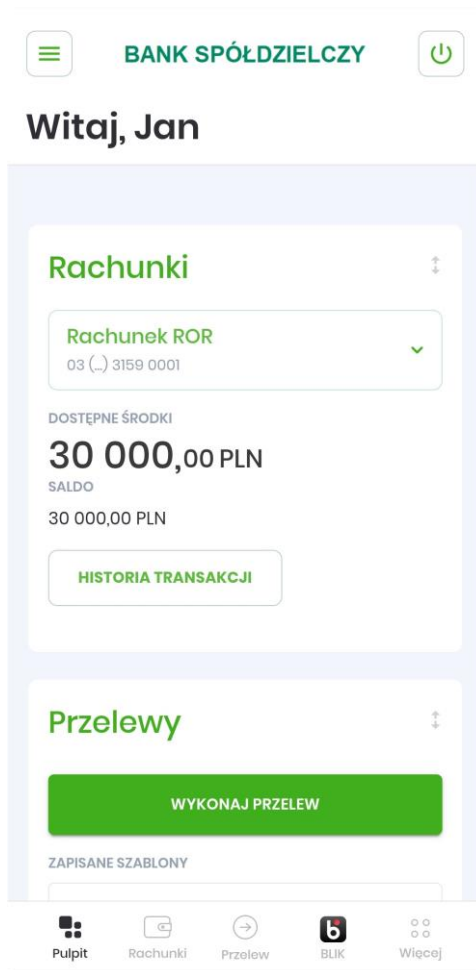 BANK SPÓŁDZIELCZY
Witaj, Jan
Rachunki
Rachunek ROR
03 (...) 3159 0001
DOSTĘPNE ŚRODKI
30 000,00 PLN
SALDO
30 000,00 PLN
HISTORIA TRANSAKCJI
Przelewy
WYKONAJ PRZELEW
ZAPISANE SZABLONY
Pulpit Rachunki Przelew BLIK Więcej